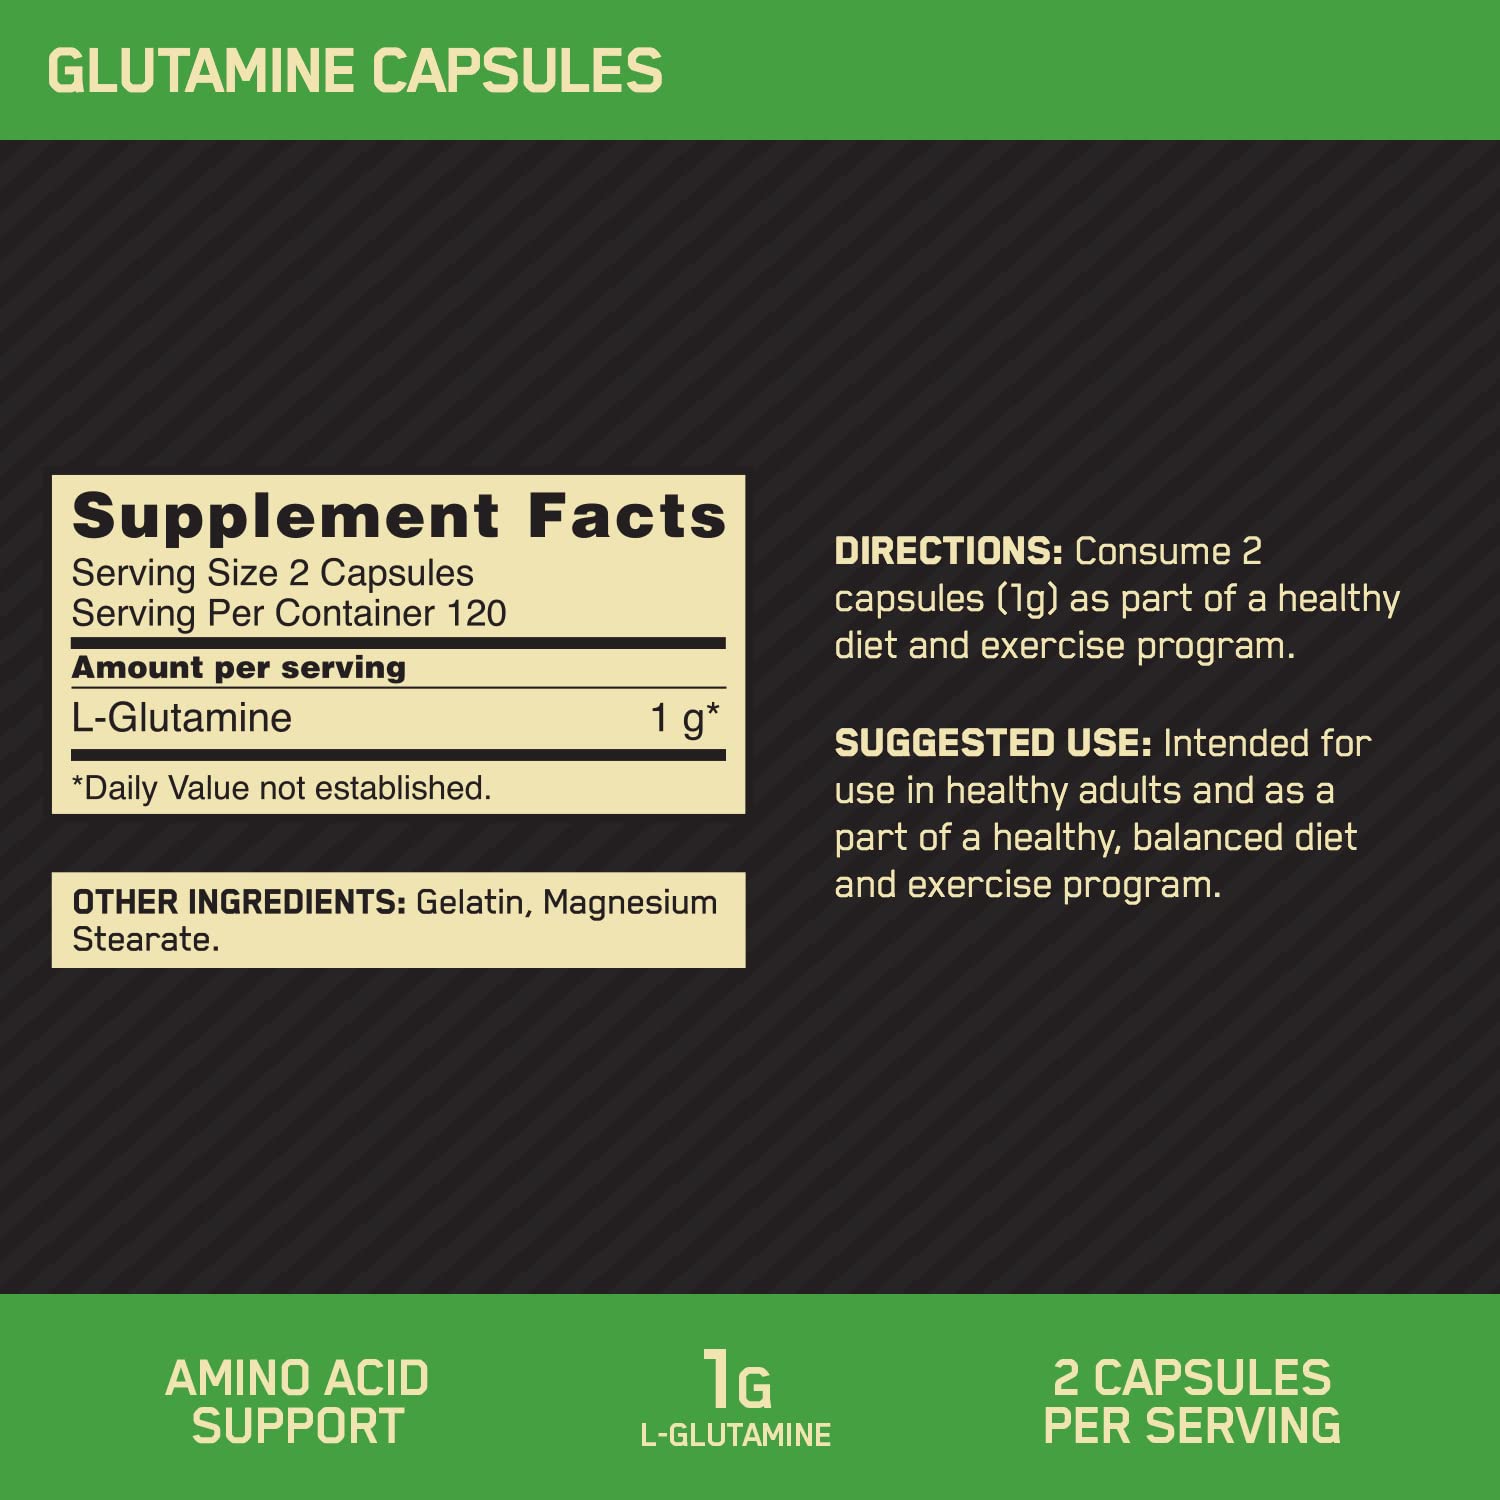 GLUTAMINE CAPSULES
Supplement Facts
Serving Size 2 Capsules
Serving Per Container 120
Amount per serving
L-Glutamine 1 g*
*Daily Value not established.
OTHER INGREDIENTS: Gelatin, Magnesium
Stearate.
DIRECTIONS: Consume 2
capsules (1g) as part of a healthy
diet and exercise program.
SUGGESTED USE: Intended for
use in healthy adults and as a
part of a healthy, balanced diet
and exercise program.
AMINO ACID
SUPPORT
1G
L-GLUTAMINE
2 CAPSULES
PER SERVING